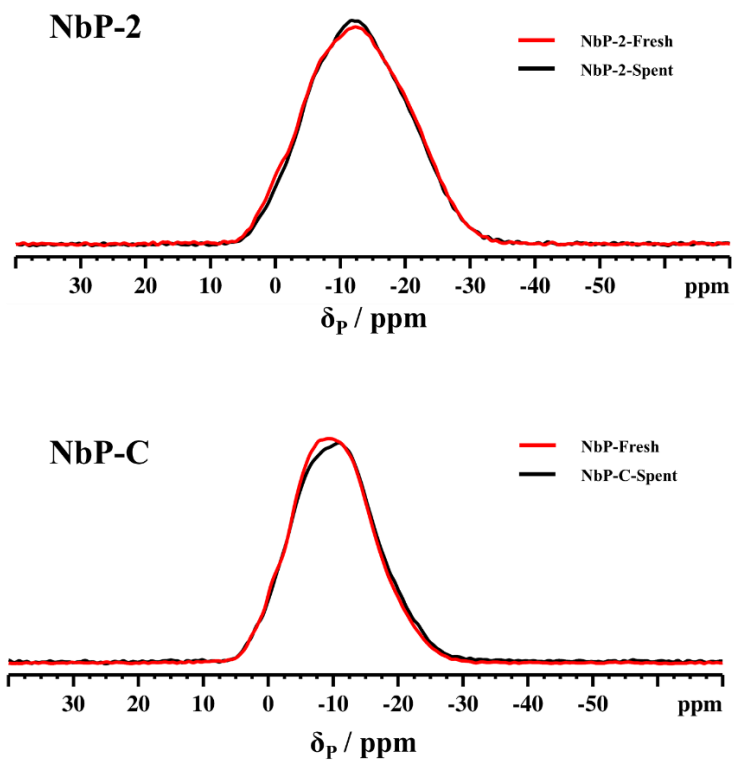 NbP-2
NbP-2-Fresh
NbP-2-Spent
30 20 10 0 -10 -20 -30 -40 -50 ppm
δP / ppm
NbP-C
NbP-Fresh
NbP-C-Spent
30 20 10 0 -10 -20 -30 -40 -50 ppm
δP / ppm